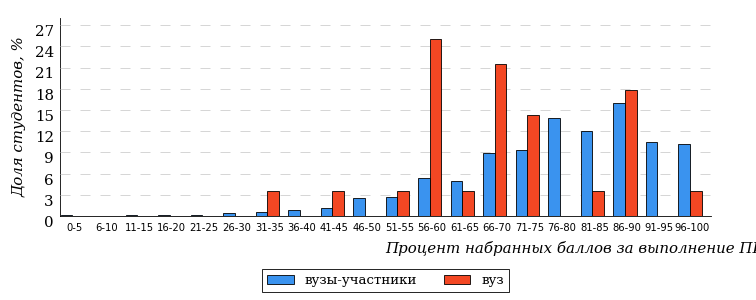 27
24
21
18
15
12
9
6
3
0
Доля студентов, %
0-5 6-10 11-15 16-20 21-25 26-30 31-35 36-40 41-45 46-50 51-55 56-60 61-65 66-70 71-75 76-80 81-85 86-90 91-95 96-100
Процент набранных баллов за выполнение ПИ
вузы-участники вуз